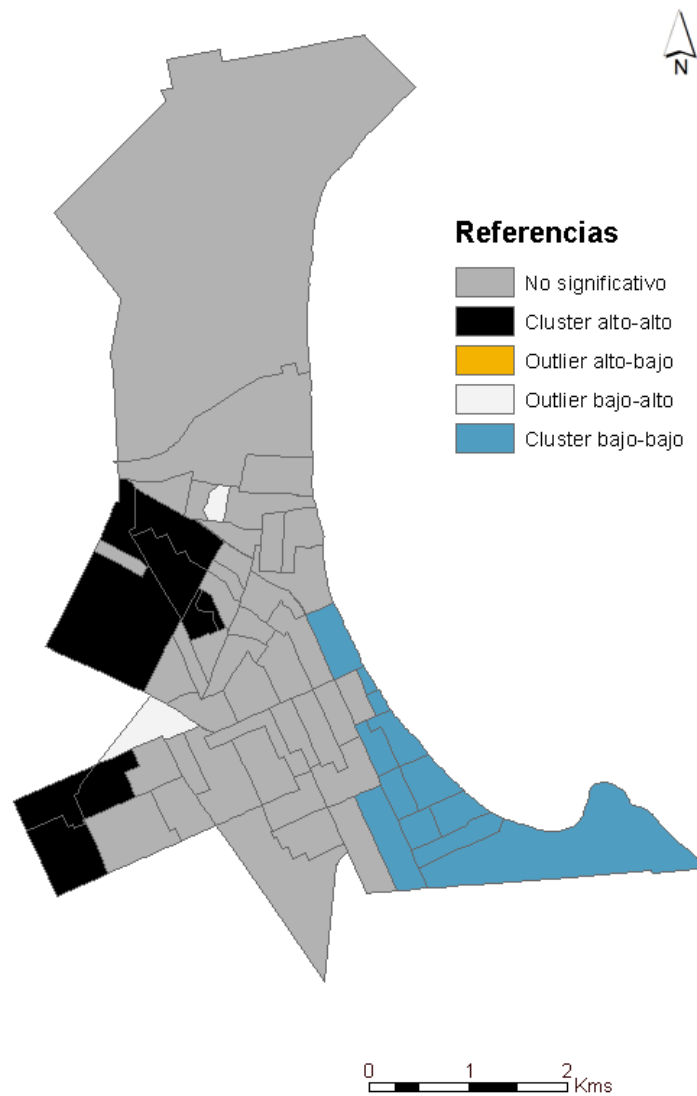 N
Referencias
No significativo
Cluster alto-alto
Outlier alto-bajo
Outlier bajo-alto
Cluster bajo-bajo
0 1 2
Kms